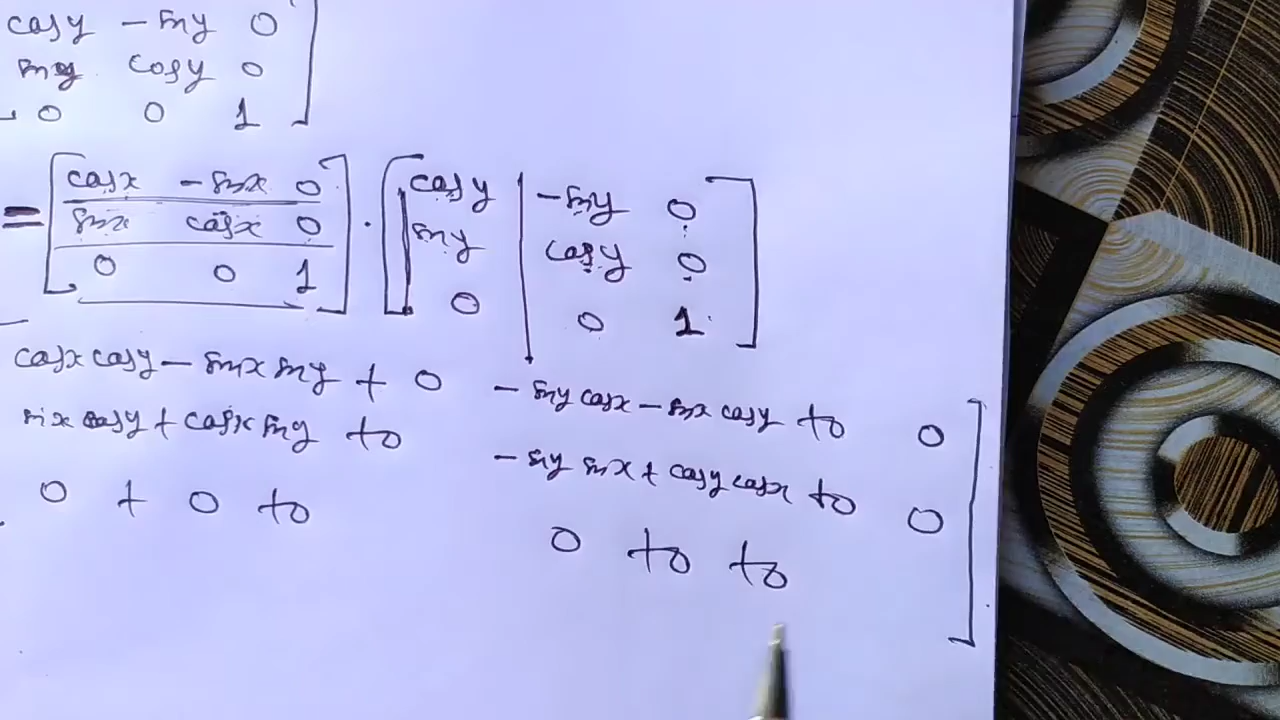 cosy - siny 0
siny cosy 0
0 0 1
= [ cosx - sinx 0 ] . [ cosy - siny 0 ]
sinx cosx 0 siny cosy 0
0 0 1 0 0 1
cosx cosy - sinx siny + 0 - siny cosx - sinx cosy + 0 0
six cosy + cosx siny + 0 - siy sinx + cosy cosx + 0 0
0 + 0 + 0 0 + 0 + 0